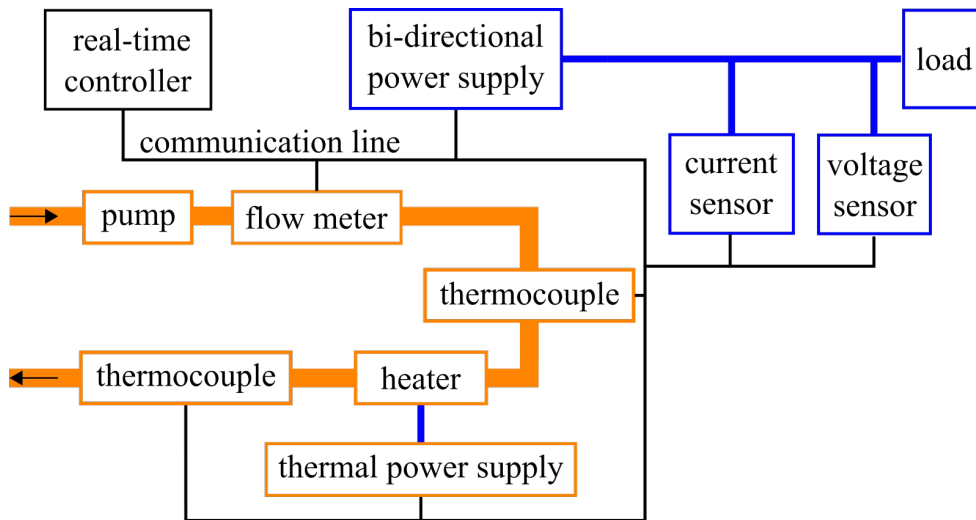 real-time
controller
bi-directional
power supply
load
communication line
current
sensor
voltage
sensor
pump
flow meter
thermocouple
thermocouple
heater
thermal power supply